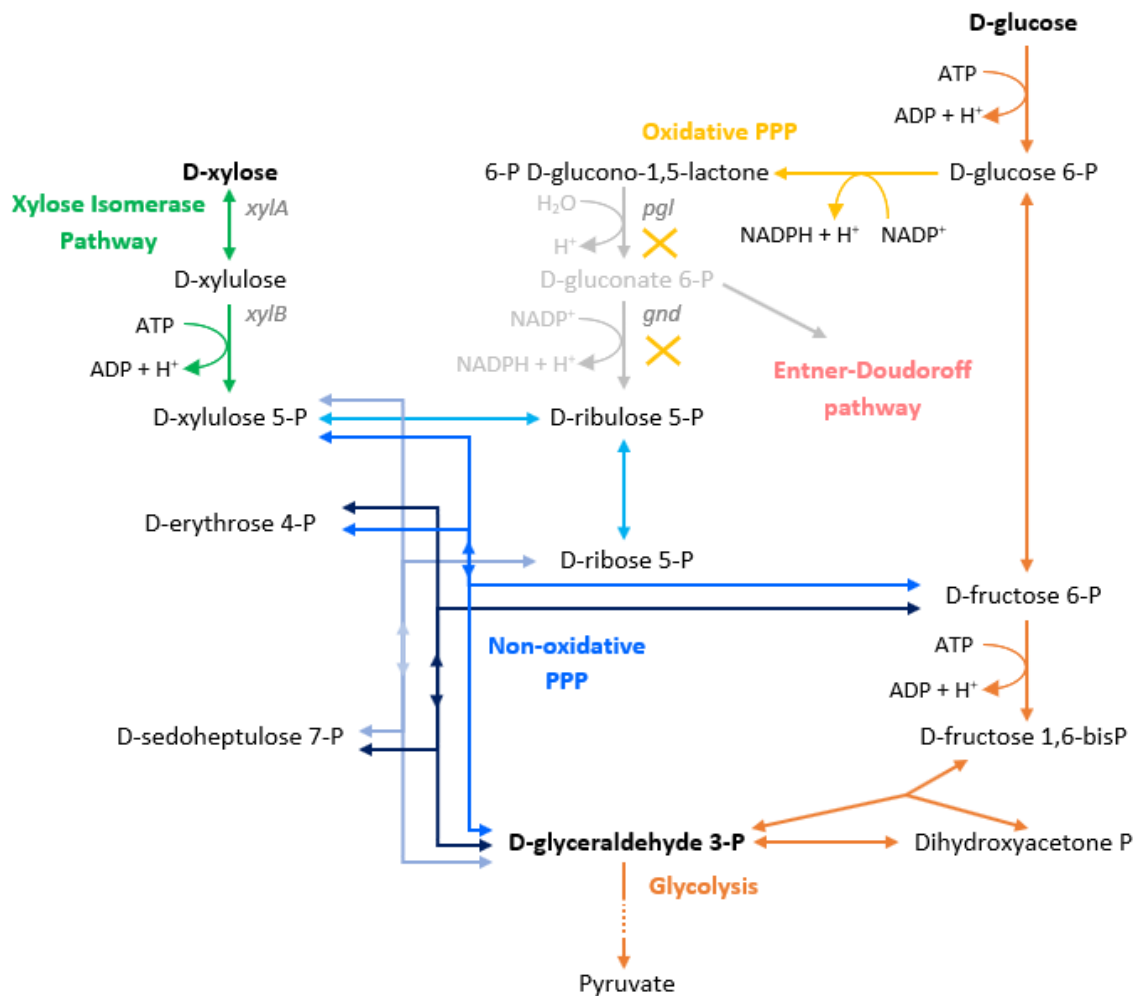 D-glucose
ATP
ADP + H⁺
Oxidative PPP
D-xylose
6-P D-glucono-1,5-lactone
D-glucose 6-P
Xylose Isomerase
Pathway
xylA
H₂O
pgl
H⁺
NADPH + H⁺
NADP⁺
D-xylulose
D-gluconate 6-P
xylB
ATP
ADP + H⁺
NADP⁺
gnd
NADPH + H⁺
Entner-Doudoroff
pathway
D-xylulose 5-P
D-ribulose 5-P
D-erythrose 4-P
D-ribose 5-P
D-fructose 6-P
Non-oxidative
PPP
ATP
ADP + H⁺
D-sedoheptulose 7-P
D-fructose 1,6-bisP
D-glyceraldehyde 3-P
Dihydroxyacetone P
Glycolysis
Pyruvate